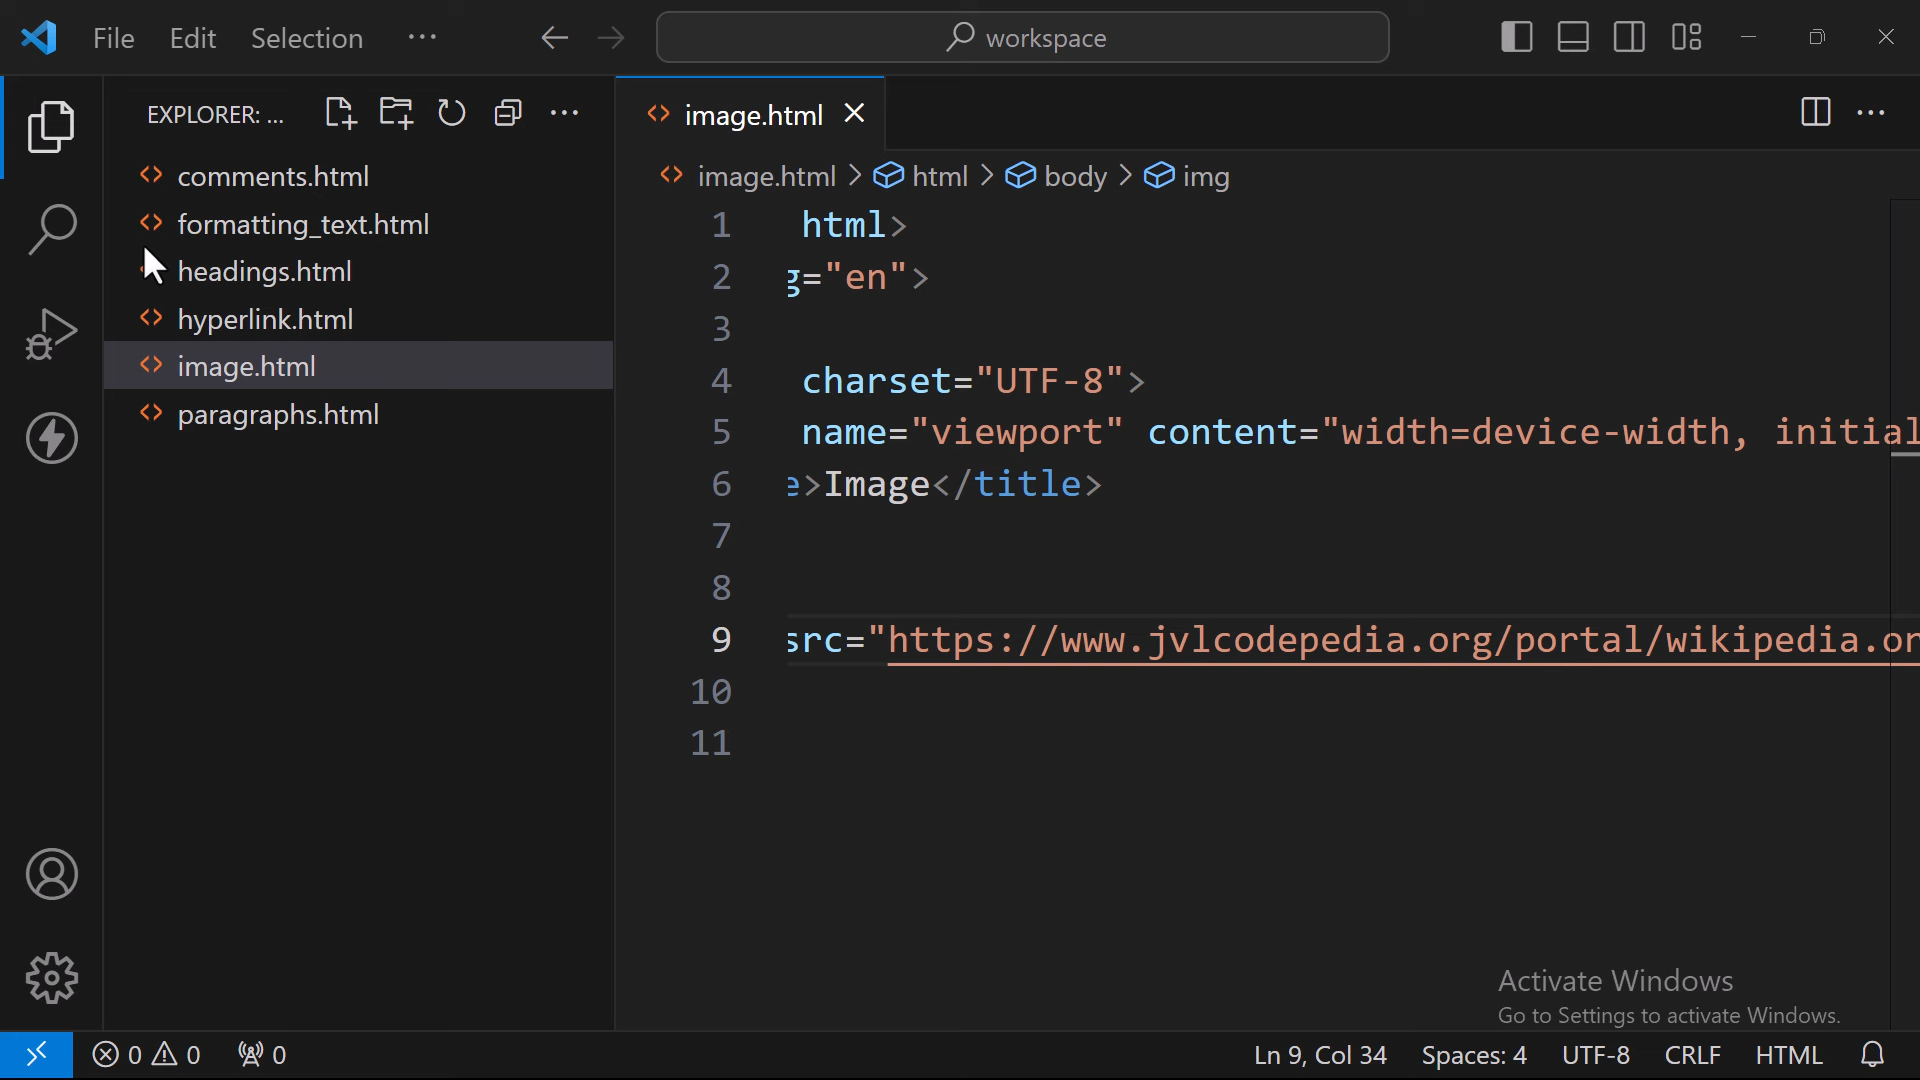 File Edit Selection ··· workspace
EXPLORER: ...
comments.html
formatting_text.html
headings.html
hyperlink.html
image.html
paragraphs.html
image.html
image.html > html > body > img
1 html>
2 g="en">
3
4 charset="UTF-8">
5 name="viewport" content="width=device-width, initial
6 e>Image</title>
7
8
9 src="https://www.jvlcodepedia.org/portal/wikipedia.or
10
11
Activate Windows
Go to Settings to activate Windows.
0 0 0 Ln 9, Col 34 Spaces: 4 UTF-8 CRLF HTML